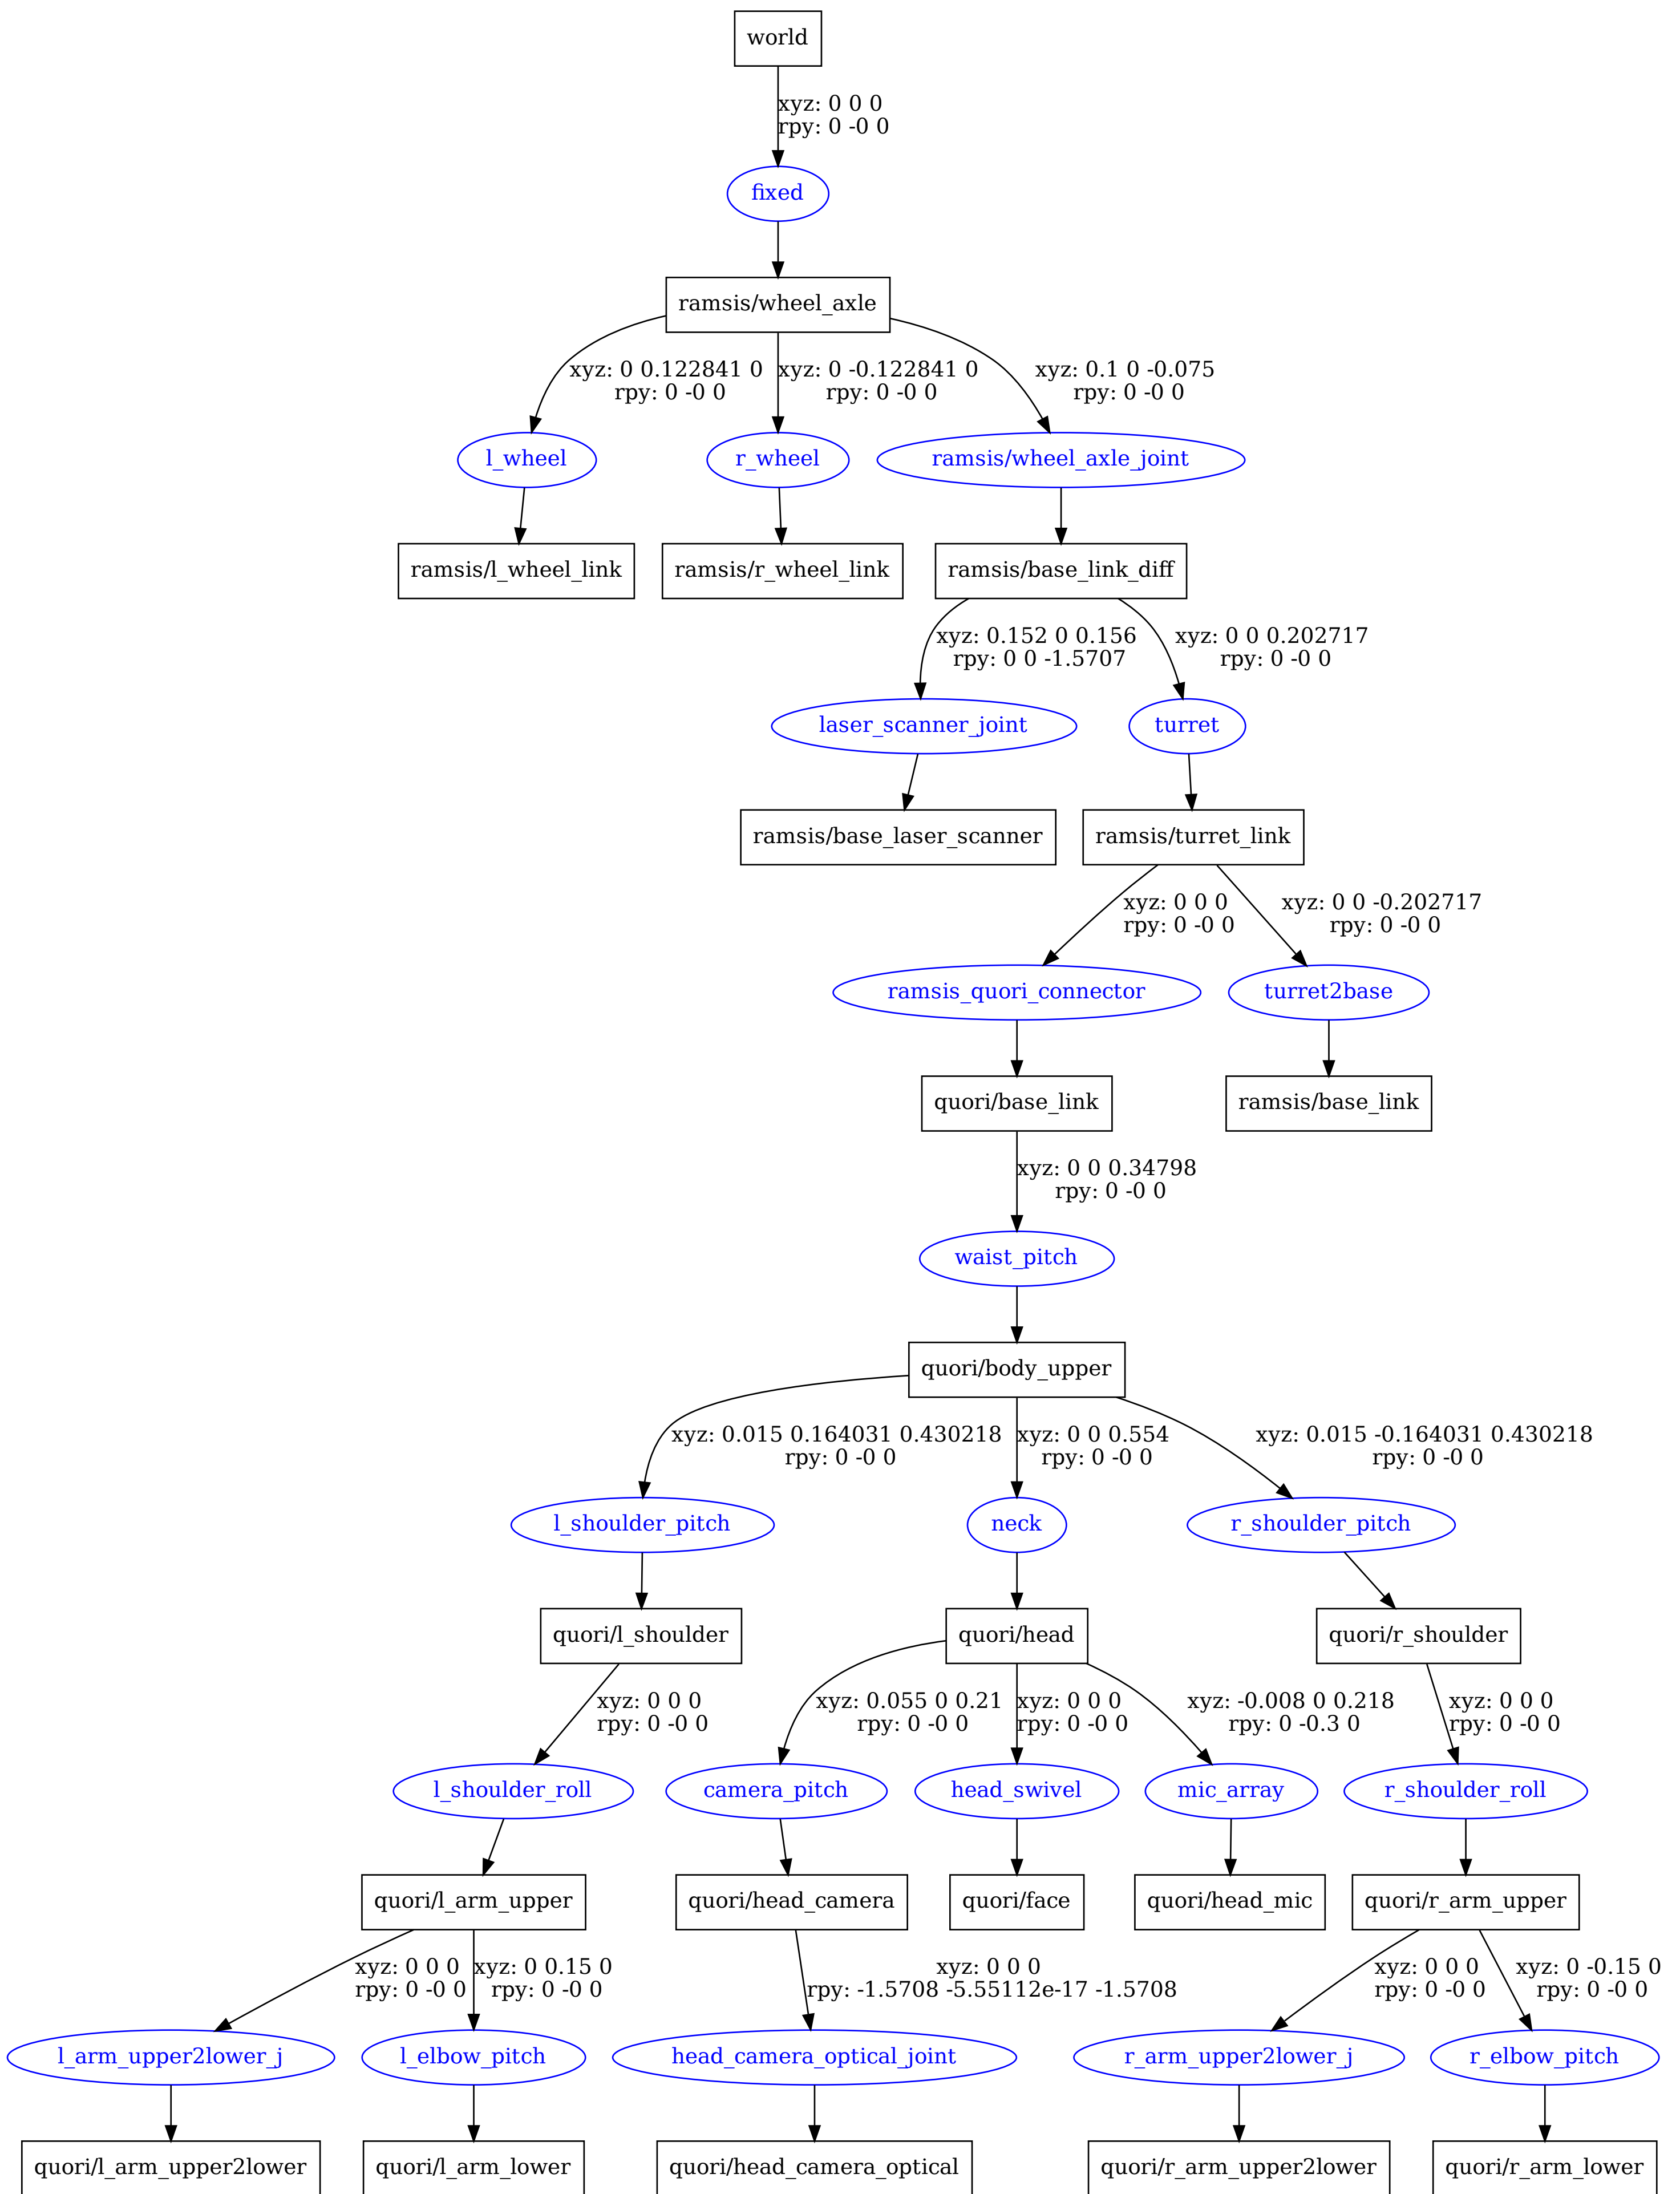 world
xyz: 0 0 0
rpy: 0 -0 0
fixed
ramsis/wheel_axle
xyz: 0 0.122841 0
rpy: 0 -0 0
xyz: 0 -0.122841 0
rpy: 0 -0 0
xyz: 0.1 0 -0.075
rpy: 0 -0 0
l_wheel
r_wheel
ramsis/wheel_axle_joint
ramsis/l_wheel_link
ramsis/r_wheel_link
ramsis/base_link_diff
xyz: 0.152 0 0.156
rpy: 0 0 -1.5707
xyz: 0 0 0.202717
rpy: 0 -0 0
laser_scanner_joint
turret
ramsis/base_laser_scanner
ramsis/turret_link
xyz: 0 0 0
rpy: 0 -0 0
xyz: 0 0 -0.202717
rpy: 0 -0 0
ramsis_quori_connector
turret2base
quori/base_link
ramsis/base_link
xyz: 0 0 0.34798
rpy: 0 -0 0
waist_pitch
quori/body_upper
xyz: 0.015 0.164031 0.430218
rpy: 0 -0 0
xyz: 0 0 0.554
rpy: 0 -0 0
xyz: 0.015 -0.164031 0.430218
rpy: 0 -0 0
l_shoulder_pitch
neck
r_shoulder_pitch
quori/l_shoulder
quori/head
quori/r_shoulder
xyz: 0 0 0
rpy: 0 -0 0
xyz: 0.055 0 0.21
rpy: 0 -0 0
xyz: 0 0 0
rpy: 0 -0 0
xyz: -0.008 0 0.218
rpy: 0 -0.3 0
xyz: 0 0 0
rpy: 0 -0 0
l_shoulder_roll
camera_pitch
head_swivel
mic_array
r_shoulder_roll
quori/l_arm_upper
quori/head_camera
quori/face
quori/head_mic
quori/r_arm_upper
xyz: 0 0 0
rpy: 0 -0 0
xyz: 0 0.15 0
rpy: 0 -0 0
xyz: 0 0 0
rpy: -1.5708 -5.55112e-17 -1.5708
xyz: 0 0 0
rpy: 0 -0 0
xyz: 0 -0.15 0
rpy: 0 -0 0
l_arm_upper2lower_j
l_elbow_pitch
head_camera_optical_joint
r_arm_upper2lower_j
r_elbow_pitch
quori/l_arm_upper2lower
quori/l_arm_lower
quori/head_camera_optical
quori/r_arm_upper2lower
quori/r_arm_lower